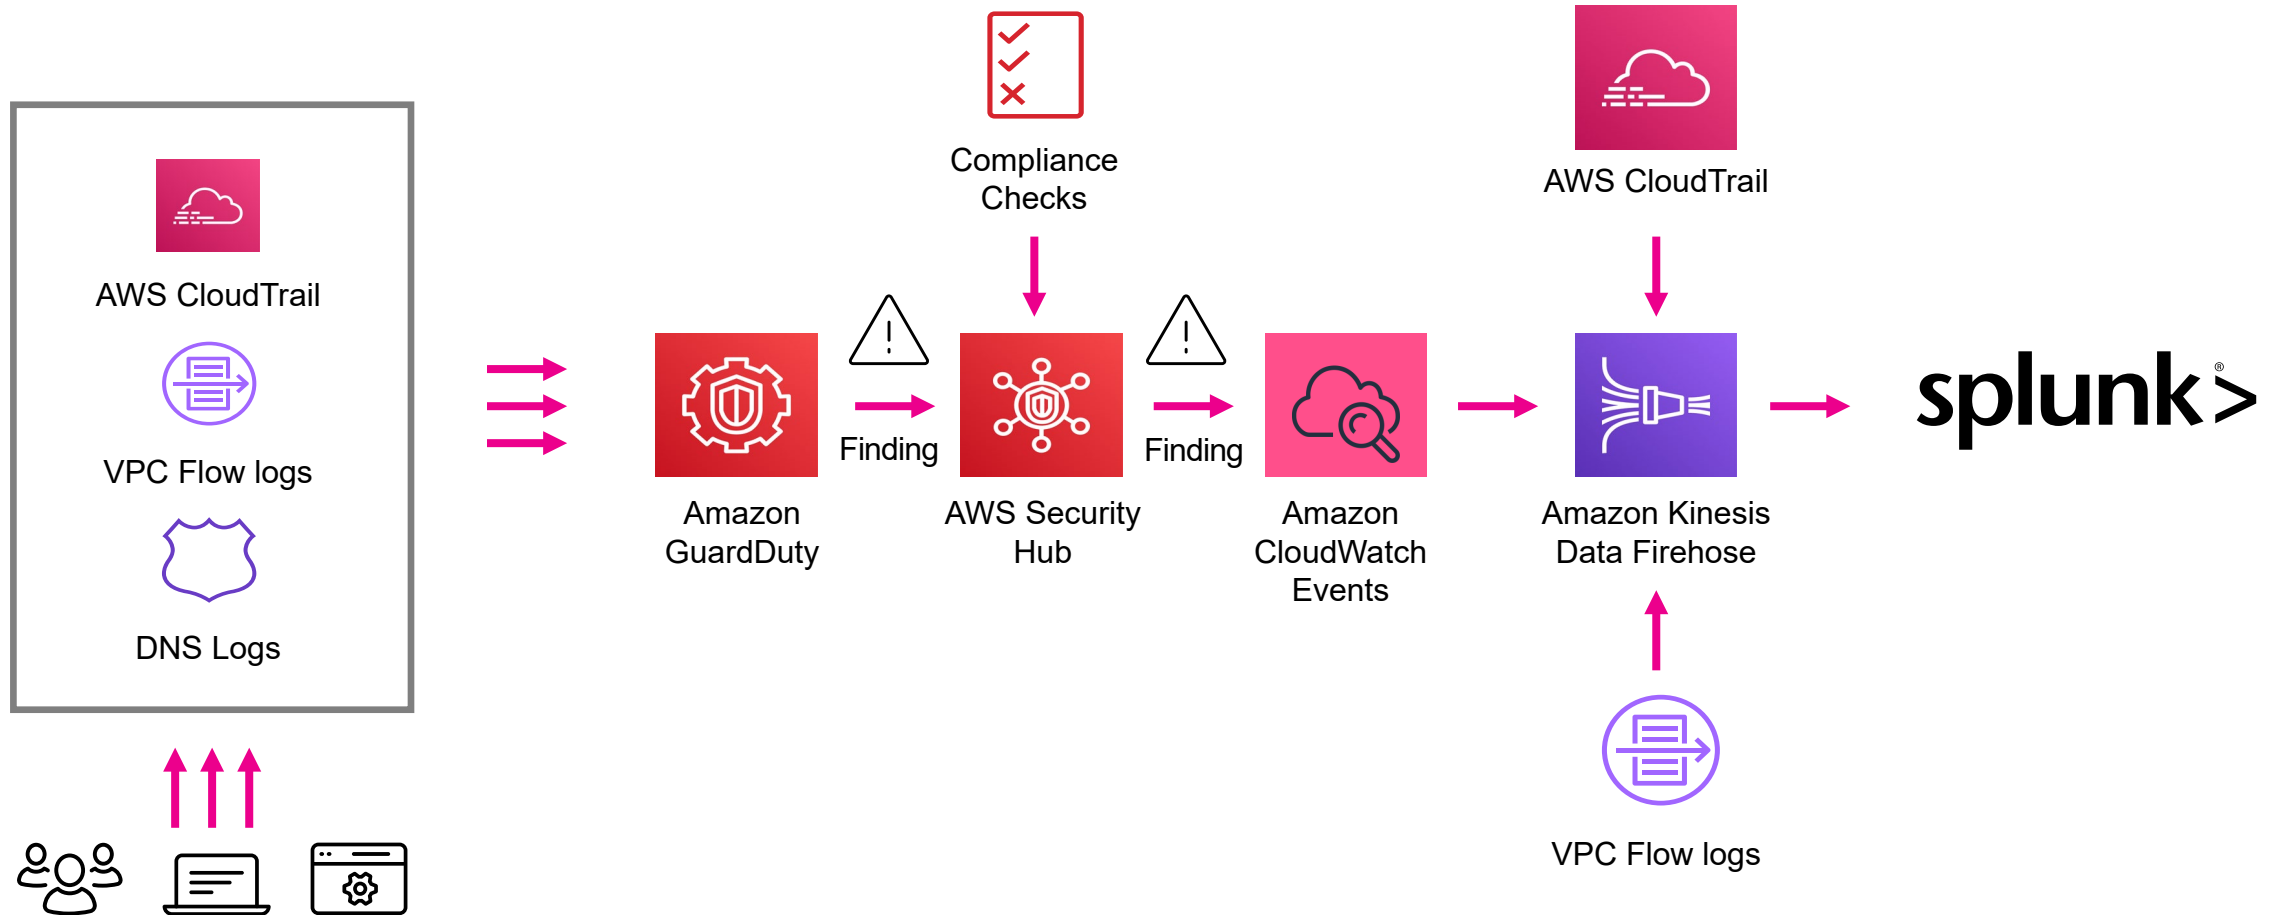 AWS CloudTrail
VPC Flow logs
DNS Logs
Amazon
GuardDuty
Finding
Compliance
Checks
AWS Security
Hub
Finding
Amazon
CloudWatch
Events
AWS CloudTrail
Amazon Kinesis
Data Firehose
VPC Flow logs
splunk>®